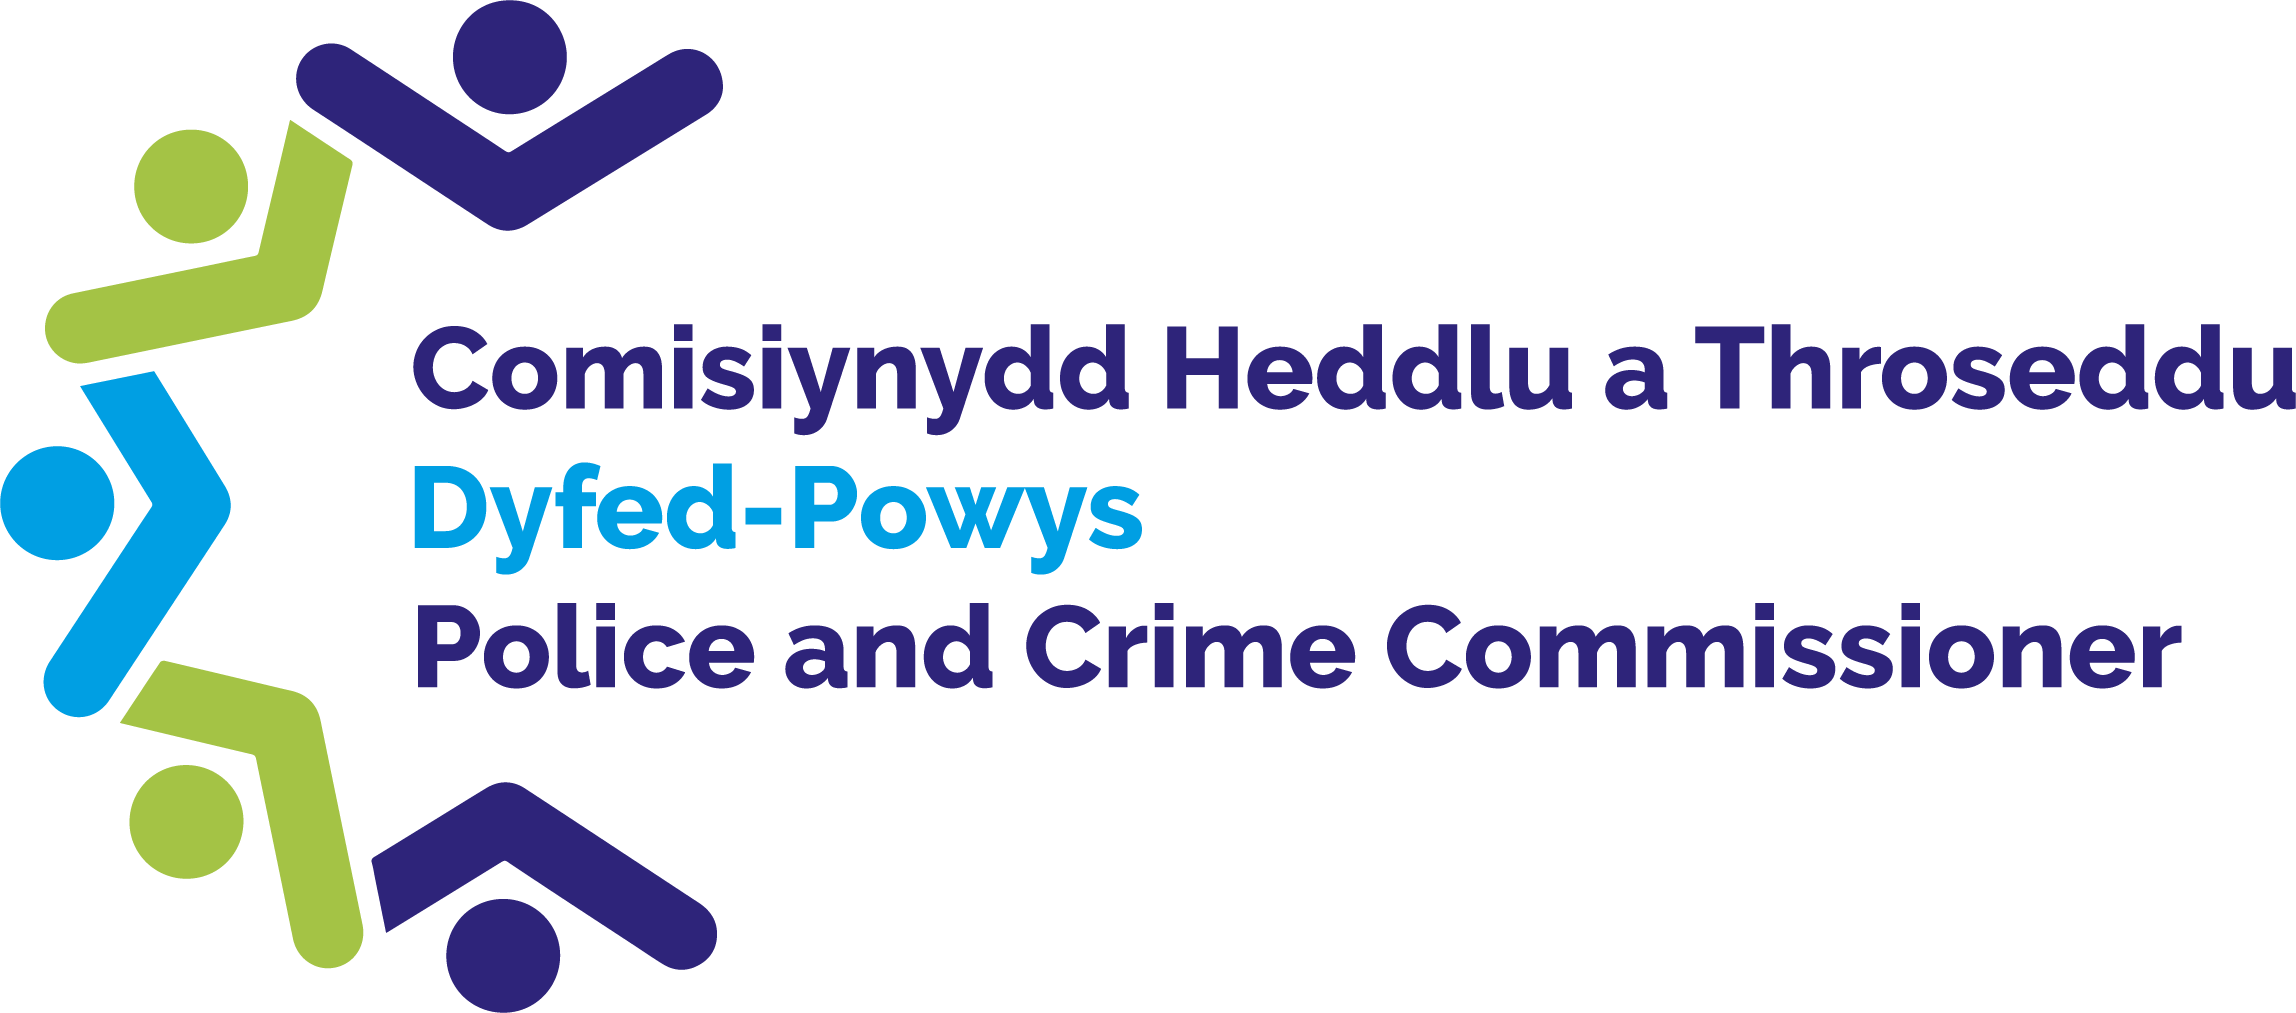 Comisiynydd Heddlu a Throseddu
Dyfed-Powys
Police and Crime Commissioner